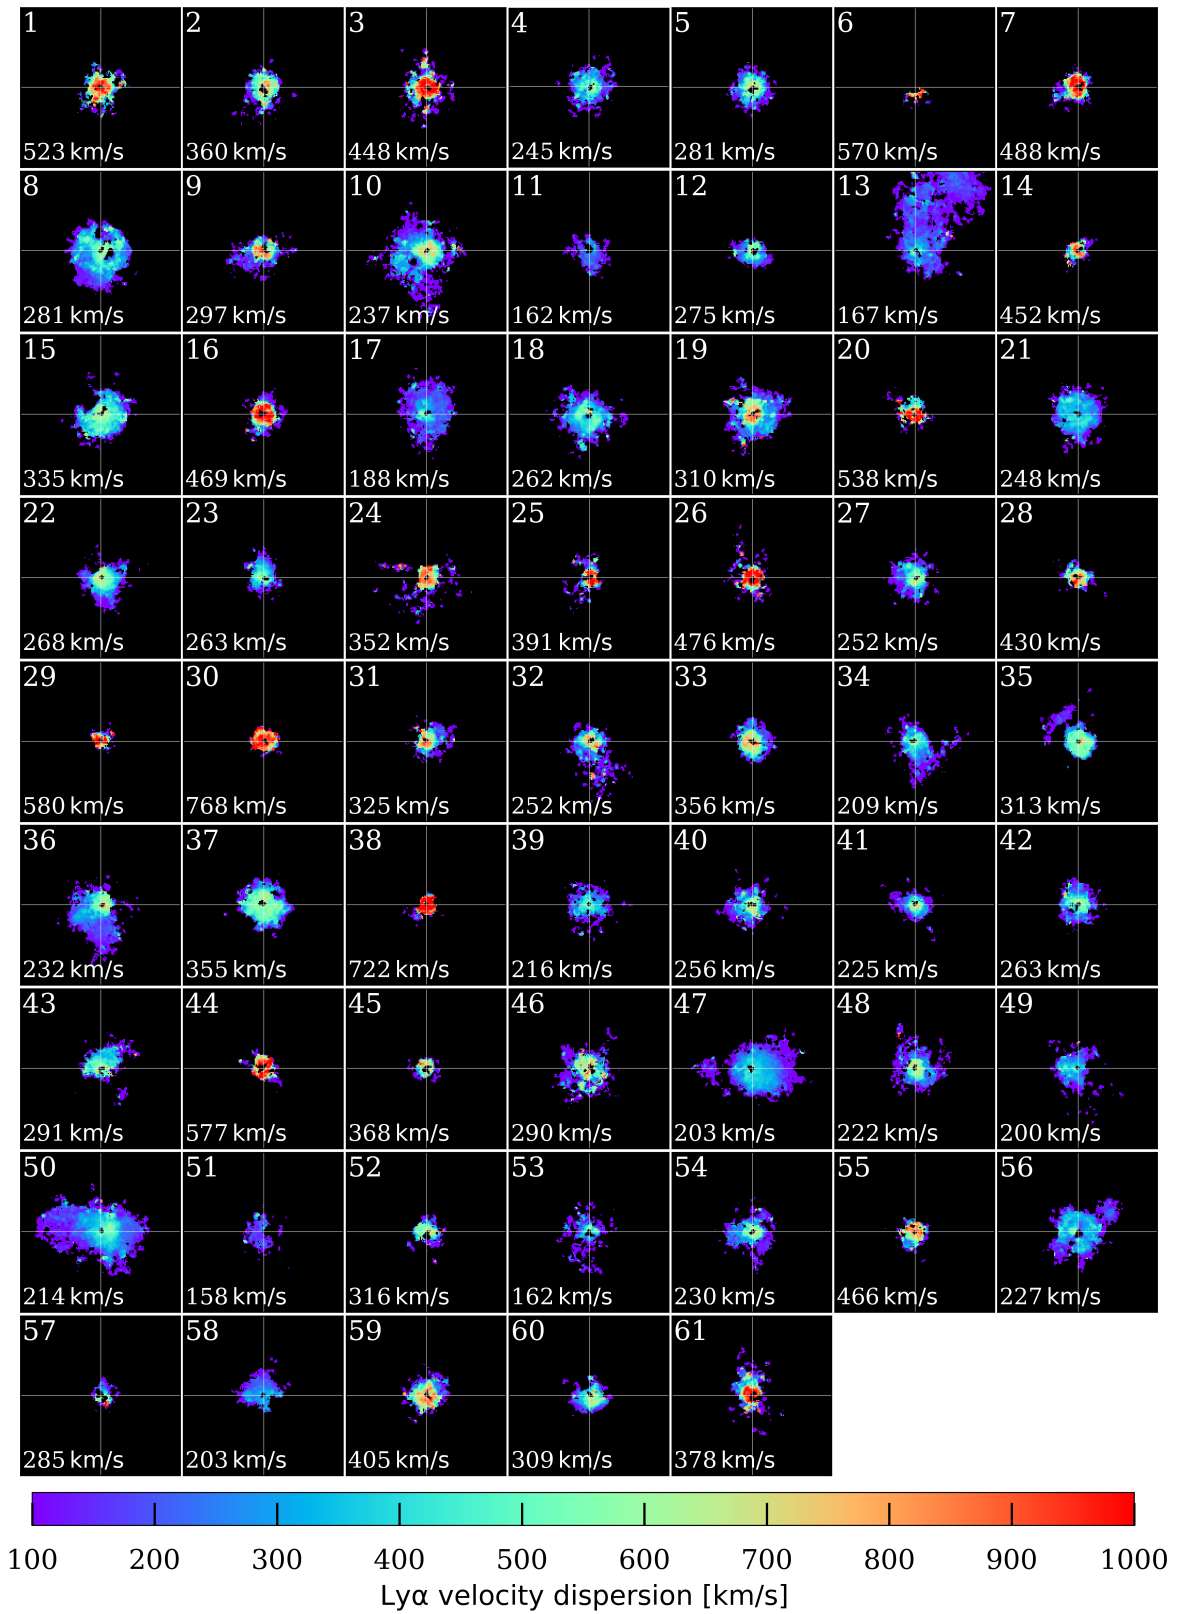 1 2 3 4 5 6 7
523 km/s 360 km/s 448 km/s 245 km/s 281 km/s 570 km/s 488 km/s
8 9 10 11 12 13 14
281 km/s 297 km/s 237 km/s 162 km/s 275 km/s 167 km/s 452 km/s
15 16 17 18 19 20 21
335 km/s 469 km/s 188 km/s 262 km/s 310 km/s 538 km/s 248 km/s
22 23 24 25 26 27 28
268 km/s 263 km/s 352 km/s 391 km/s 476 km/s 252 km/s 430 km/s
29 30 31 32 33 34 35
580 km/s 768 km/s 325 km/s 252 km/s 356 km/s 209 km/s 313 km/s
36 37 38 39 40 41 42
232 km/s 355 km/s 722 km/s 216 km/s 256 km/s 225 km/s 263 km/s
43 44 45 46 47 48 49
291 km/s 577 km/s 368 km/s 290 km/s 203 km/s 222 km/s 200 km/s
50 51 52 53 54 55 56
214 km/s 158 km/s 316 km/s 162 km/s 230 km/s 466 km/s 227 km/s
57 58 59 60 61
285 km/s 203 km/s 405 km/s 309 km/s 378 km/s
100 200 300 400 500 600 700 800 900 1000
Lyα velocity dispersion [km/s]